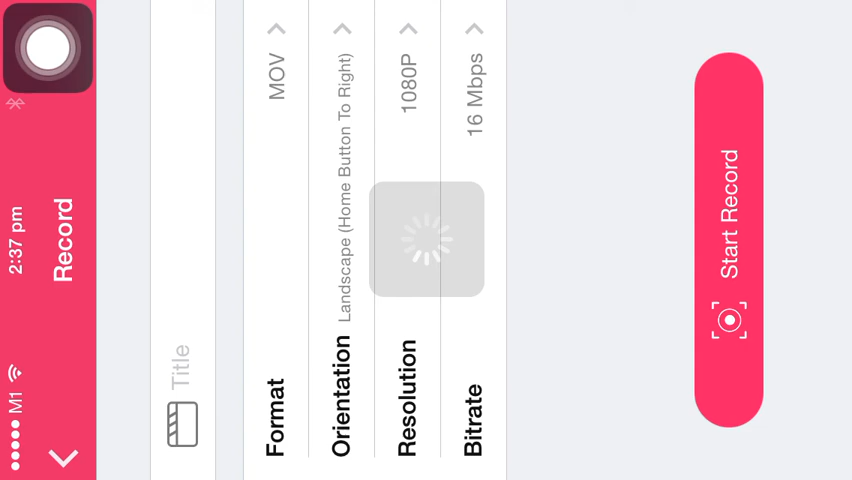 M1 2:37 pm
Record
Title
Format MOV
Orientation Landscape (Home Button To Right)
Resolution 1080P
Bitrate 16 Mbps
Start Record